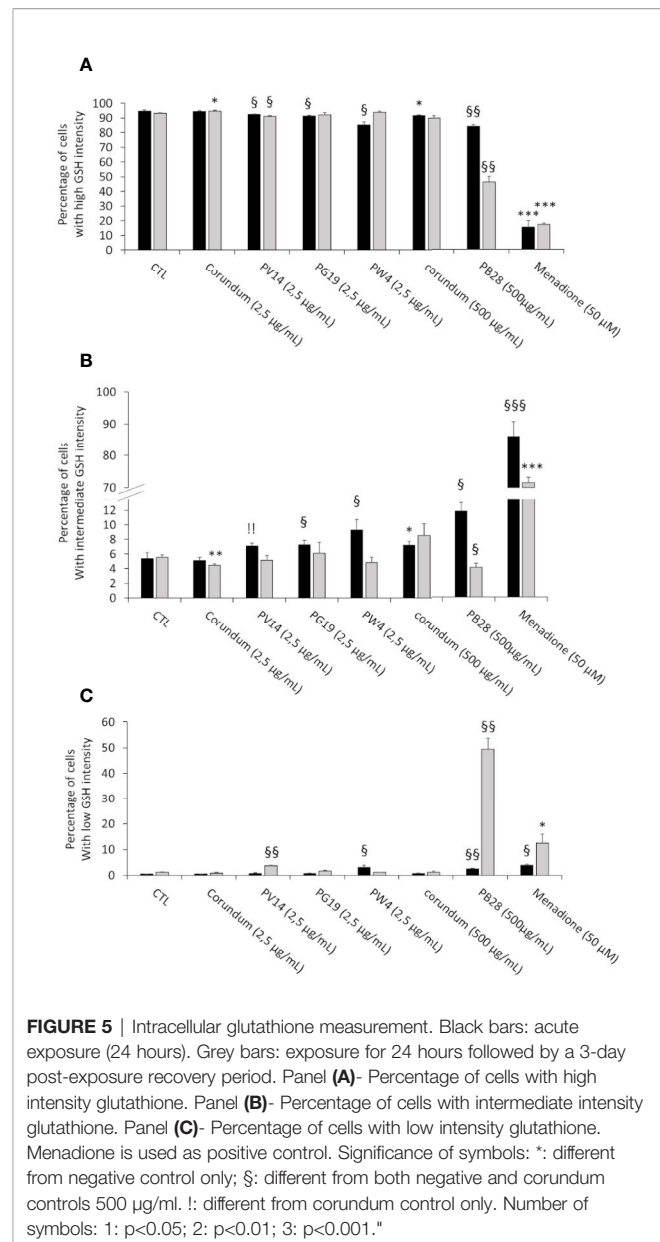 A
Percentage of cells
with high GSH intensity
100
90
80
70
60
50
40
30
20
10
0
*
§
§
§
§
*
§§
§§
***
***
CTL
Corundum (2,5 µg/mL)
PV14 (2,5 µg/mL)
PG19 (2,5 µg/mL)
PW4 (2,5 µg/mL)
corundum (500 µg/mL)
PB28 (500µg/mL)
Menadione (50 µM)
B
Percentage of cells
With intermediate GSH intensity
100
90
80
70
12
10
8
6
4
2
0
**
!!
§
§
*
§
§
§§§
***
CTL
Corundum (2,5 µg/mL)
PV14 (2,5 µg/mL)
PG19 (2,5 µg/mL)
PW4 (2,5 µg/mL)
corundum (500 µg/mL)
PB28 (500µg/mL)
Menadione (50 µM)
C
Percentage of cells
With low GSH intensity
60
50
40
30
20
10
0
§§
§
§§
§§
§
*
CTL
Corundum (2,5 µg/mL)
PV14 (2,5 µg/mL)
PG19 (2,5 µg/mL)
PW4 (2,5 µg/mL)
corundum (500 µg/mL)
PB28 (500µg/mL)
Menadione (50 µM)
FIGURE 5 | Intracellular glutathione measurement. Black bars: acute
exposure (24 hours). Grey bars: exposure for 24 hours followed by a 3-day
post-exposure recovery period. Panel (A)- Percentage of cells with high
intensity glutathione. Panel (B)- Percentage of cells with intermediate intensity
glutathione. Panel (C)- Percentage of cells with low intensity glutathione.
Menadione is used as positive control. Significance of symbols: *: different
from negative control only; §: different from both negative and corundum
controls 500 µg/ml. !: different from corundum control only. Number of
symbols: 1: p<0.05; 2: p<0.01; 3: p<0.001."